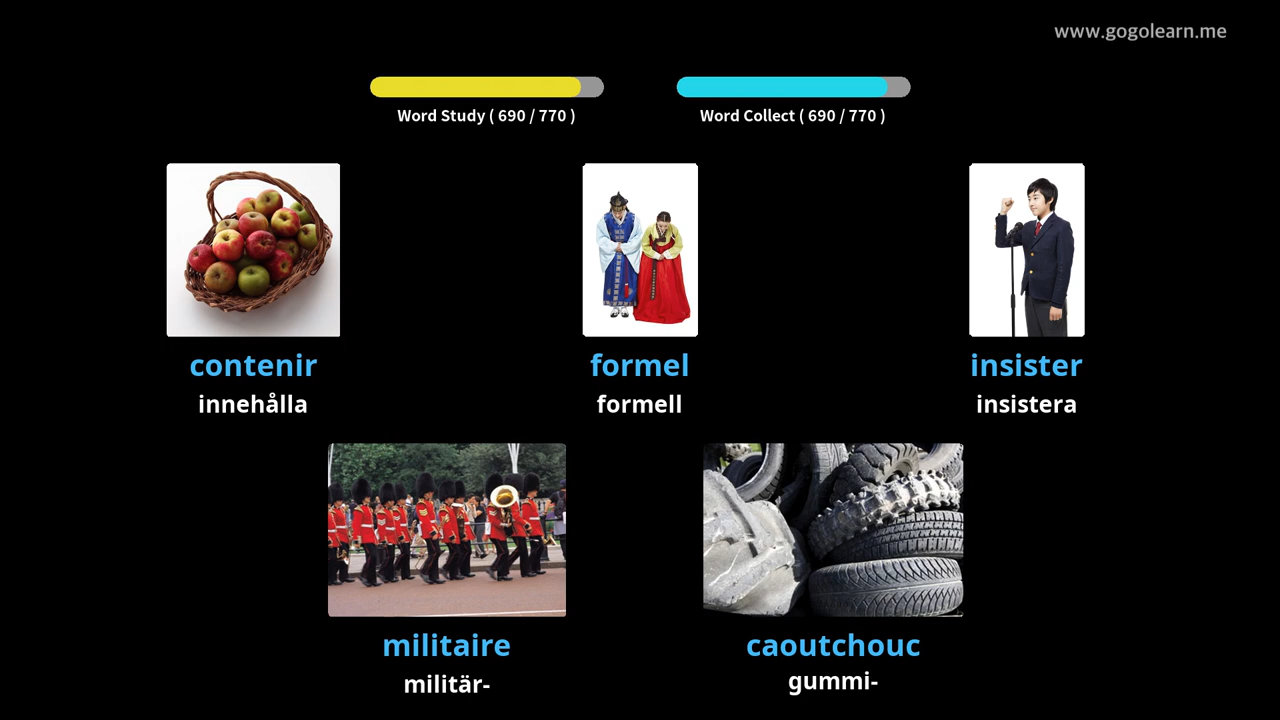 www.gogolearn.me
Word Study ( 690 / 770 )
Word Collect ( 690 / 770 )
contenir
innehålla
formel
formell
insister
insistera
militaire
militär-
caoutchouc
gummi-